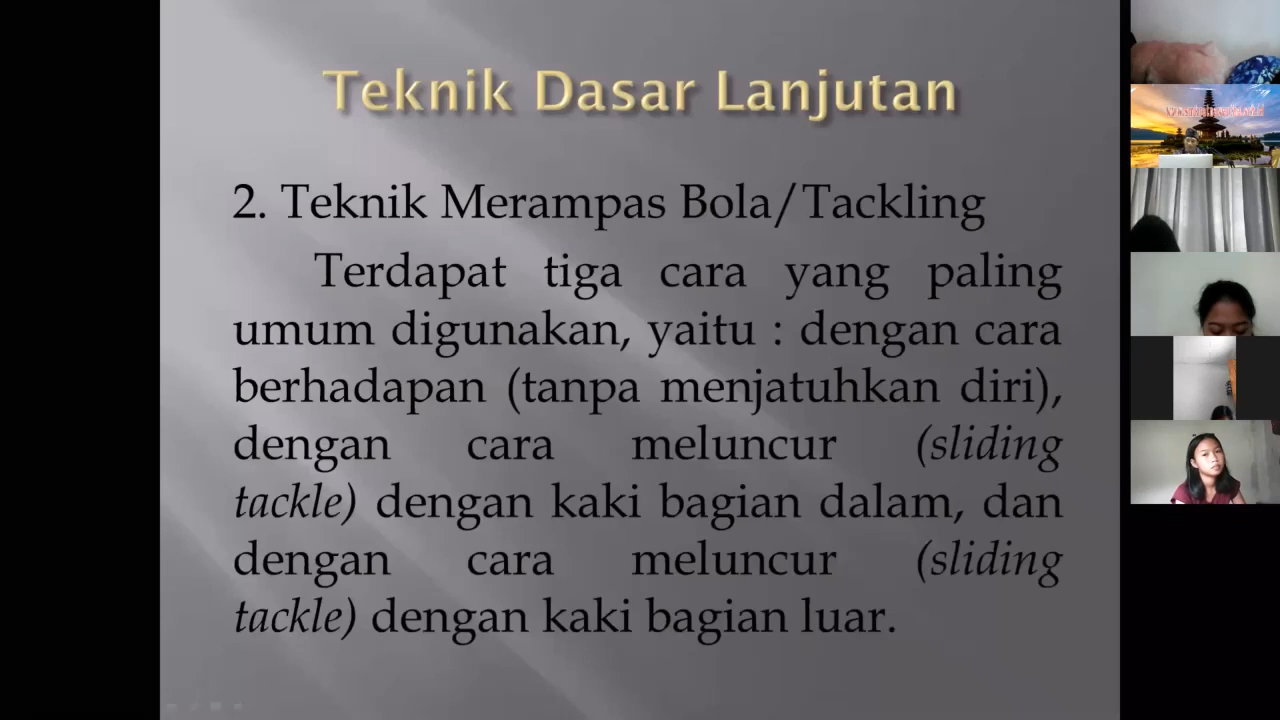 Teknik Dasar Lanjutan
2. Teknik Merampas Bola/Tackling
Terdapat tiga cara yang paling
umum digunakan, yaitu : dengan cara
berhadapan (tanpa menjatuhkan diri),
dengan cara meluncur (sliding
tackle) dengan kaki bagian dalam, dan
dengan cara meluncur (sliding
tackle) dengan kaki bagian luar.